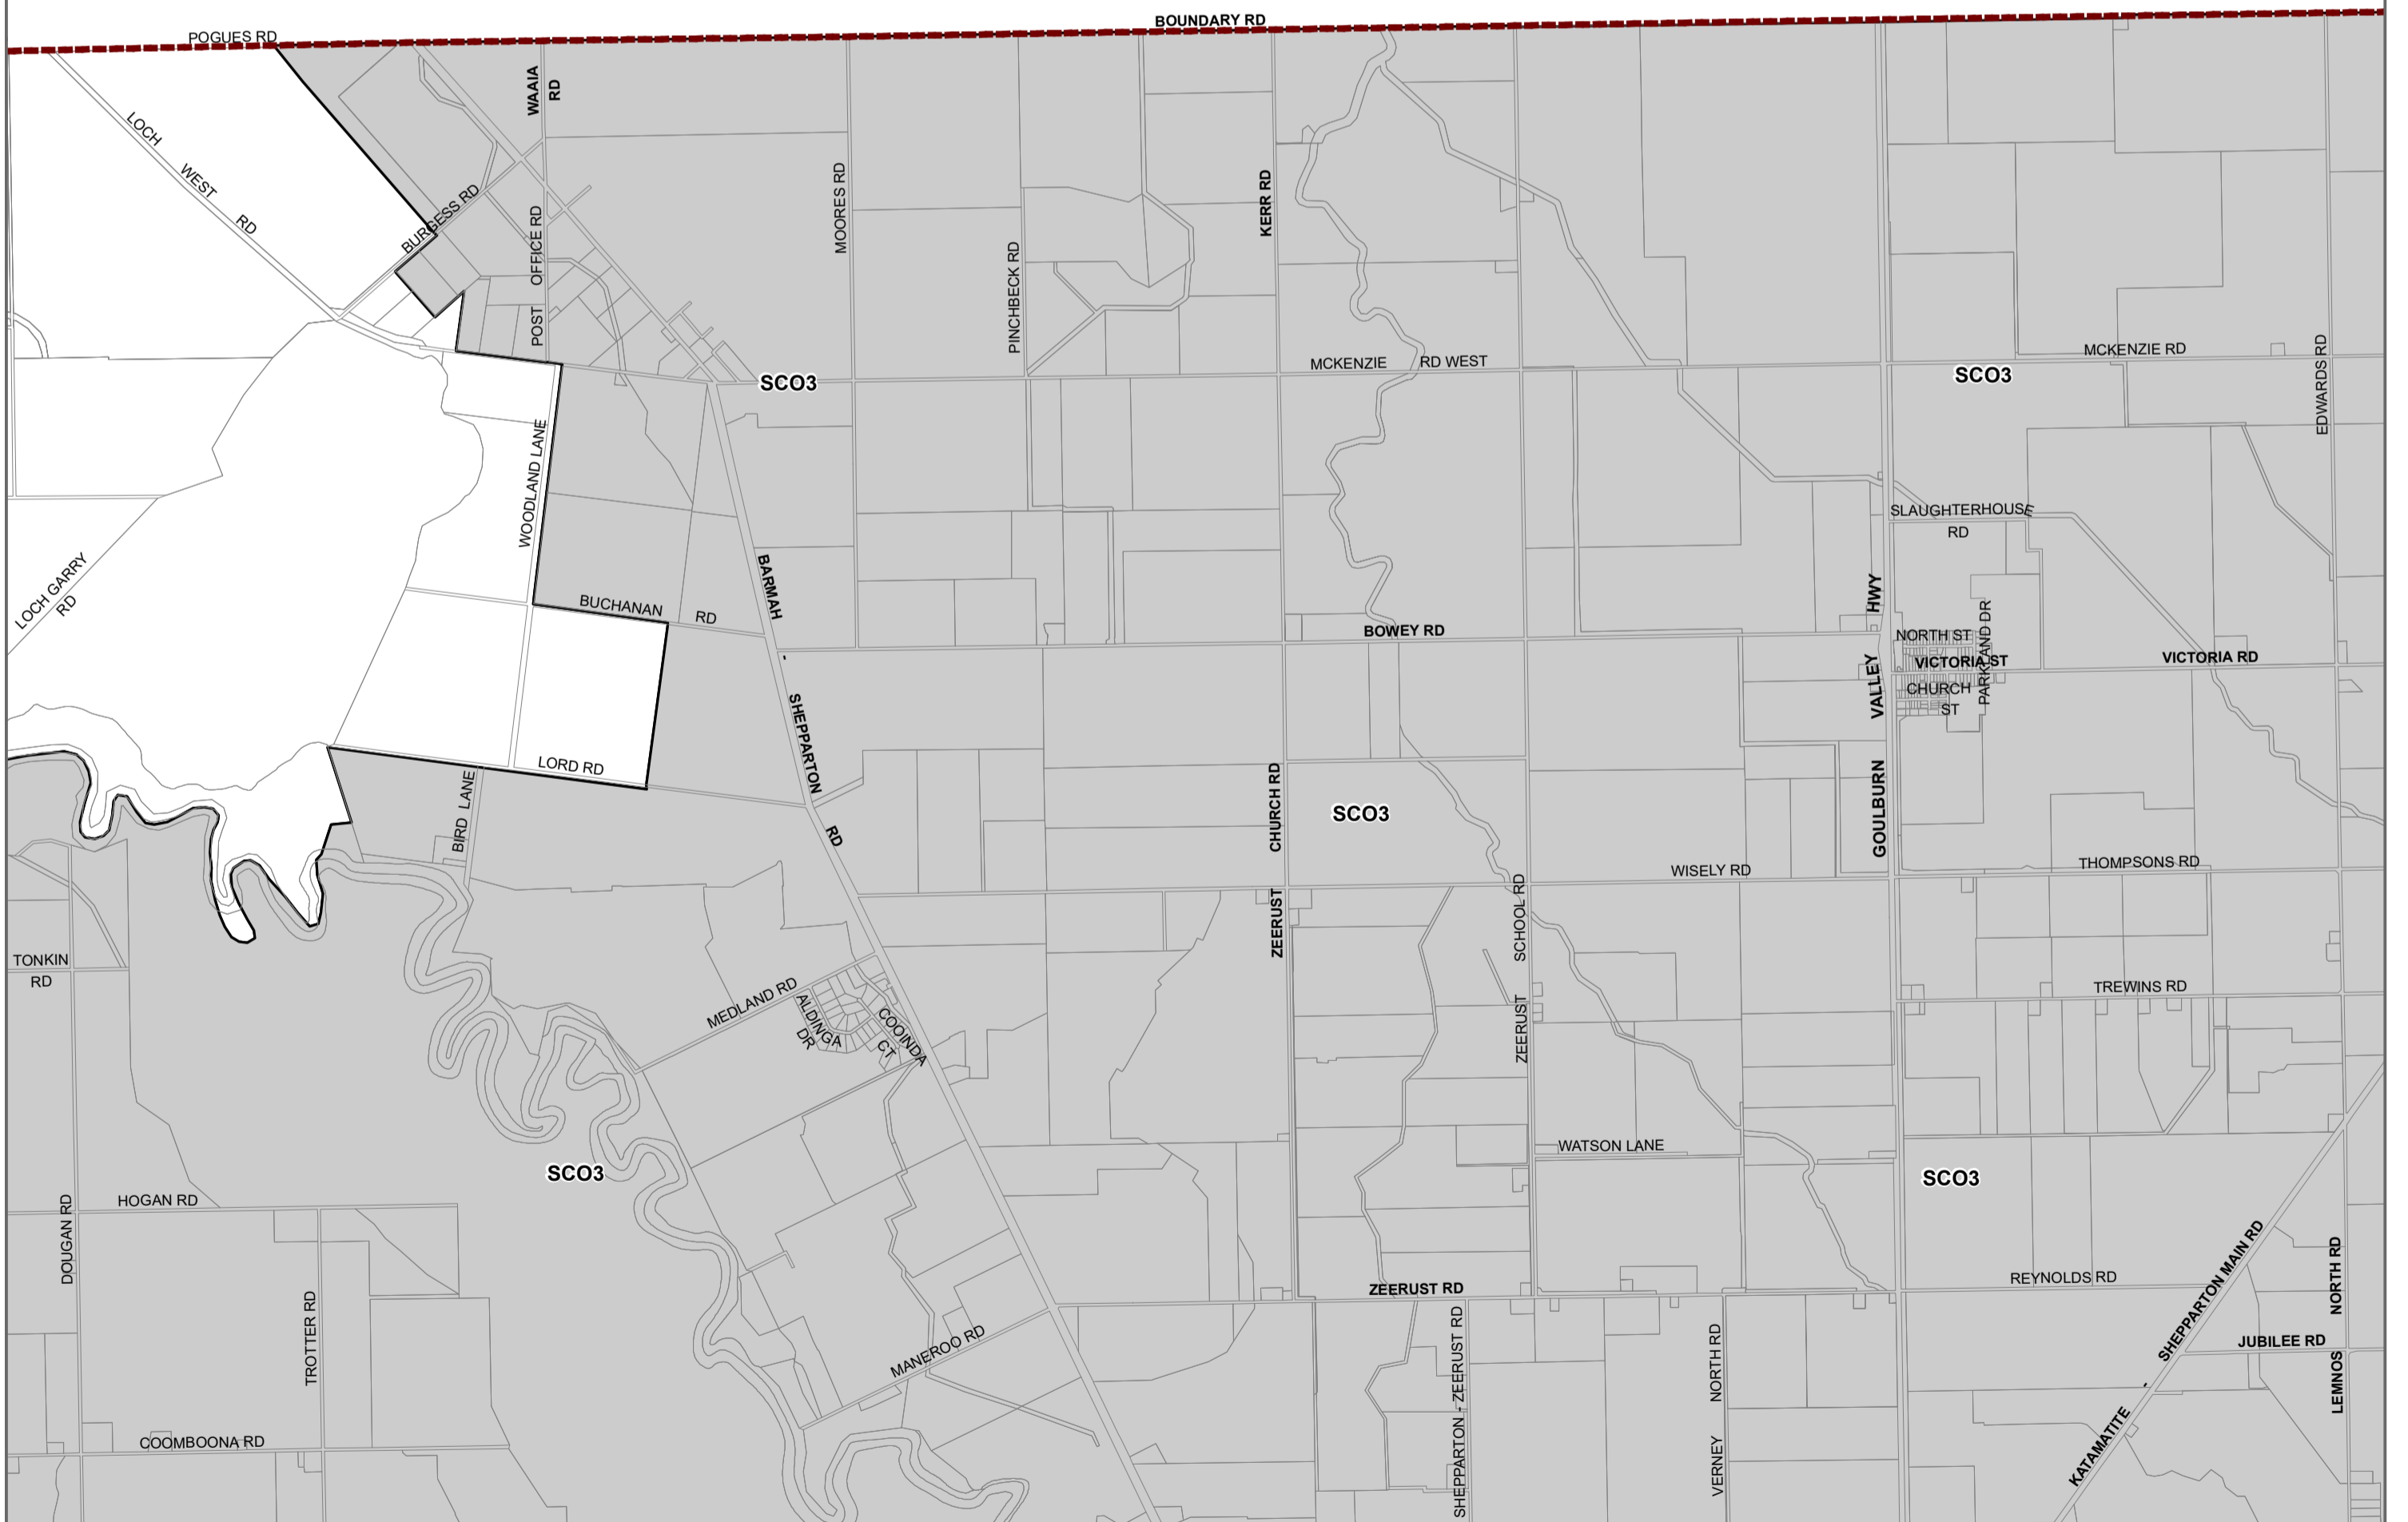 BOUNDARY RD
POGUES RD
WAAIA
RD
LOCH
WEST
RD
BURGESS RD
POST OFFICE RD
MOORES RD
PINCHBECK RD
KERR RD
MCKENZIE RD WEST
MCKENZIE RD
EDWARDS RD
SCO3
SCO3
WOODLAND LANE
SLAUGHTERHOUSE
RD
LOCH GARRY
RD
BUCHANAN RD
BARMAH
-
SHEPPARTON
RD
BOWEY RD
GOULBURN VALLEY HWY
NORTH ST
VICTORIA ST
PARKLAND DR
CHURCH
ST
VICTORIA RD
LORD RD
BIRD LANE
SCO3
ZEERUST CHURCH RD
WISELY RD
THOMPSONS RD
ZEERUST SCHOOL RD
TONKIN
RD
MEDLAND RD
ALDINGA
DR
COOINDA
CT
TREWINS RD
WATSON LANE
SCO3
SCO3
HOGAN RD
DOUGAN RD
TROTTER RD
ZEERUST RD
REYNOLDS RD
MANEROO RD
SHEPPARTON - ZEERUST RD
VERNEY NORTH RD
KATAMATITE - SHEPPARTON MAIN RD
JUBILEE RD
LEMNOS NORTH RD
COOMBOONA RD